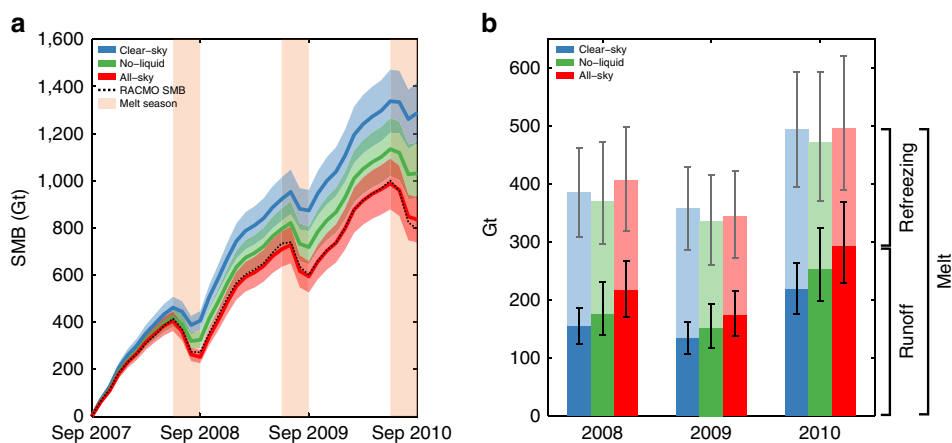 a
1,600
1,400
1,200
1,000
800
600
400
200
0
SMB (Gt)
Clear–sky
No–liquid
All–sky
RACMO SMB
Melt season
Sep 2007
Sep 2008
Sep 2009
Sep 2010
b
600
500
400
300
200
100
0
Gt
Clear–sky
No–liquid
All–sky
2008
2009
2010
Refreezing
Runoff
Melt